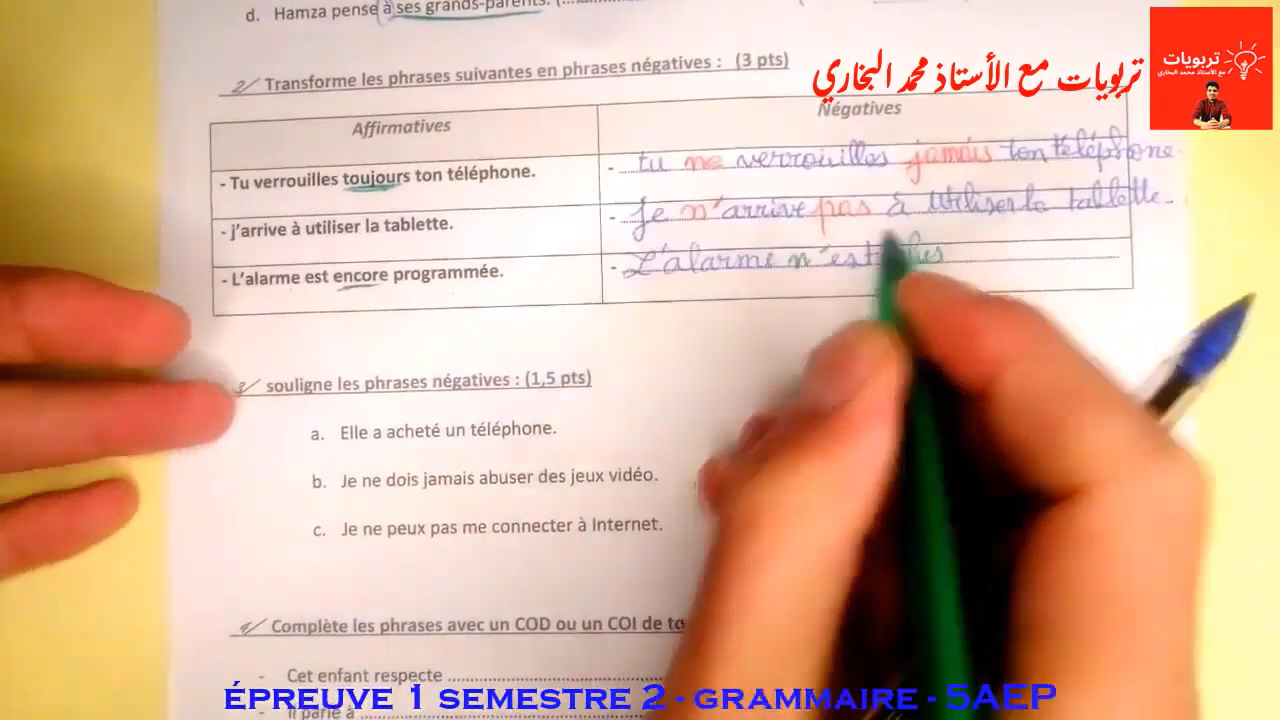 d. Hamza pense à ses grands-parents. (...
2/ Transforme les phrases suivantes en phrases négatives : (3 pts)
تربويات مع الأستاذ محمد البخاري
تربويات
مع الأستاذ محمد البخاري
Affirmatives
Négatives
- Tu verrouilles toujours ton téléphone.
- tu ne verrouilles jamais ton téléphone.
- j'arrive à utiliser la tablette.
- Je n'arrive pas à utiliser la tablette.
- L'alarme est encore programmée.
- L'alarme n'est plus
3/ souligne les phrases négatives : (1,5 pts)
a. Elle a acheté un téléphone.
b. Je ne dois jamais abuser des jeux vidéo.
c. Je ne peux pas me connecter à Internet.
4/ Complète les phrases avec un COD ou un COI de
- Cet enfant respecte ..........
- Il parle à ..........
ÉPREUVE 1 SEMESTRE 2 - GRAMMAIRE - 5AEP